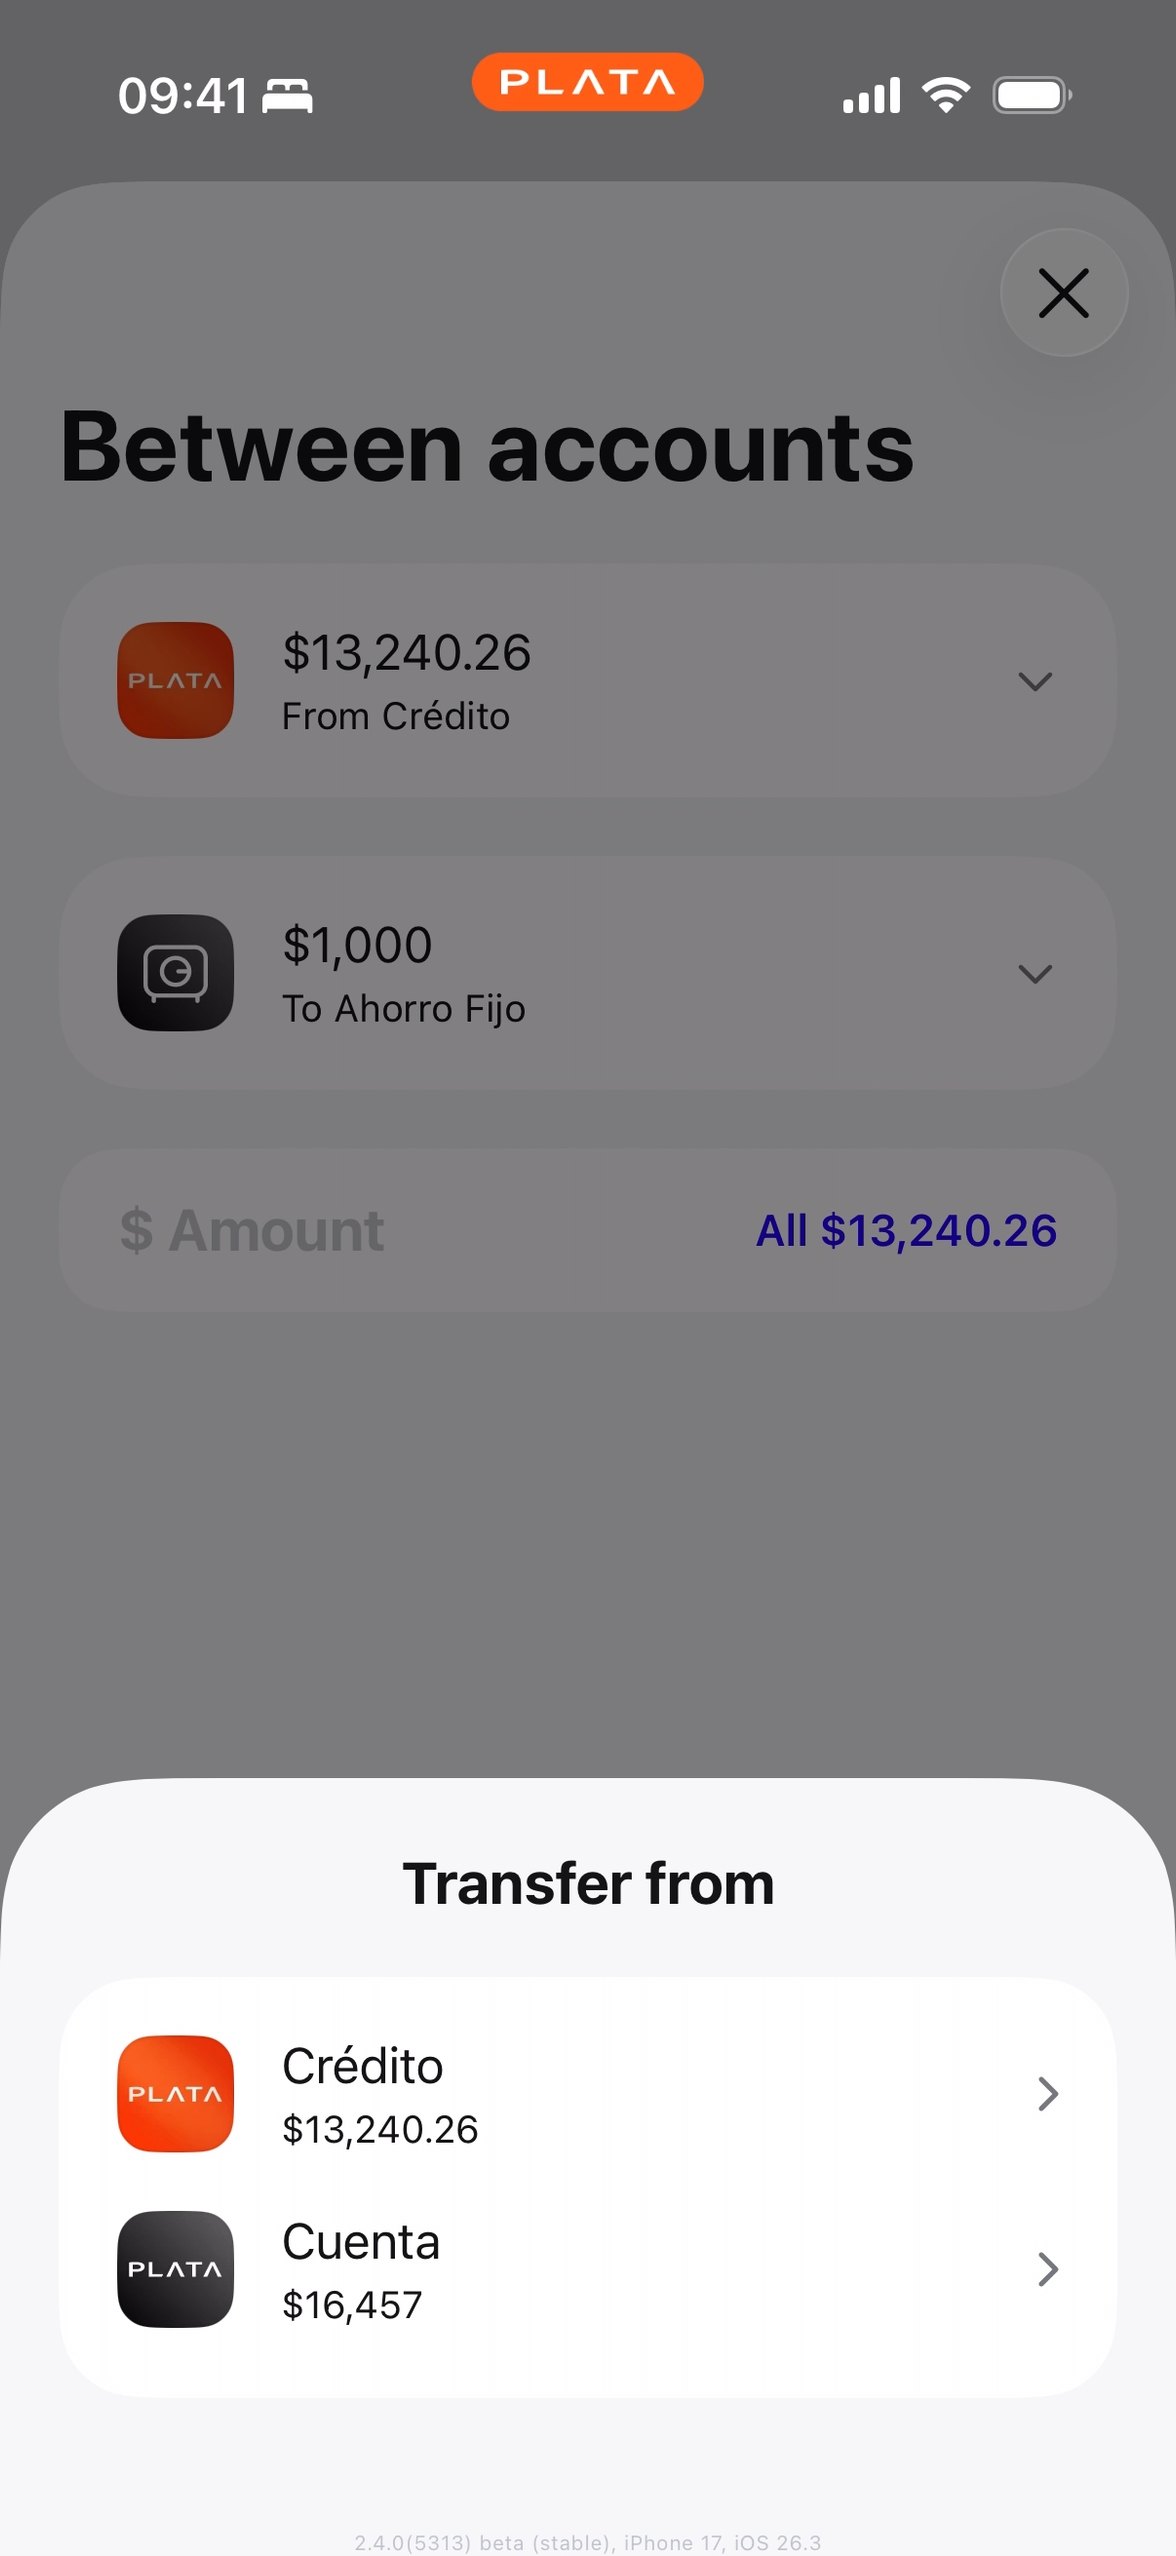 09:41
PLATA
Between accounts
PLATA
$13,240.26
From Crédito
$1,000
To Ahorro Fijo
$ Amount
All $13,240.26
Transfer from
PLATA
Crédito
$13,240.26
PLATA
Cuenta
$16,457
2.4.0(5313) beta (stable), iPhone 17, iOS 26.3